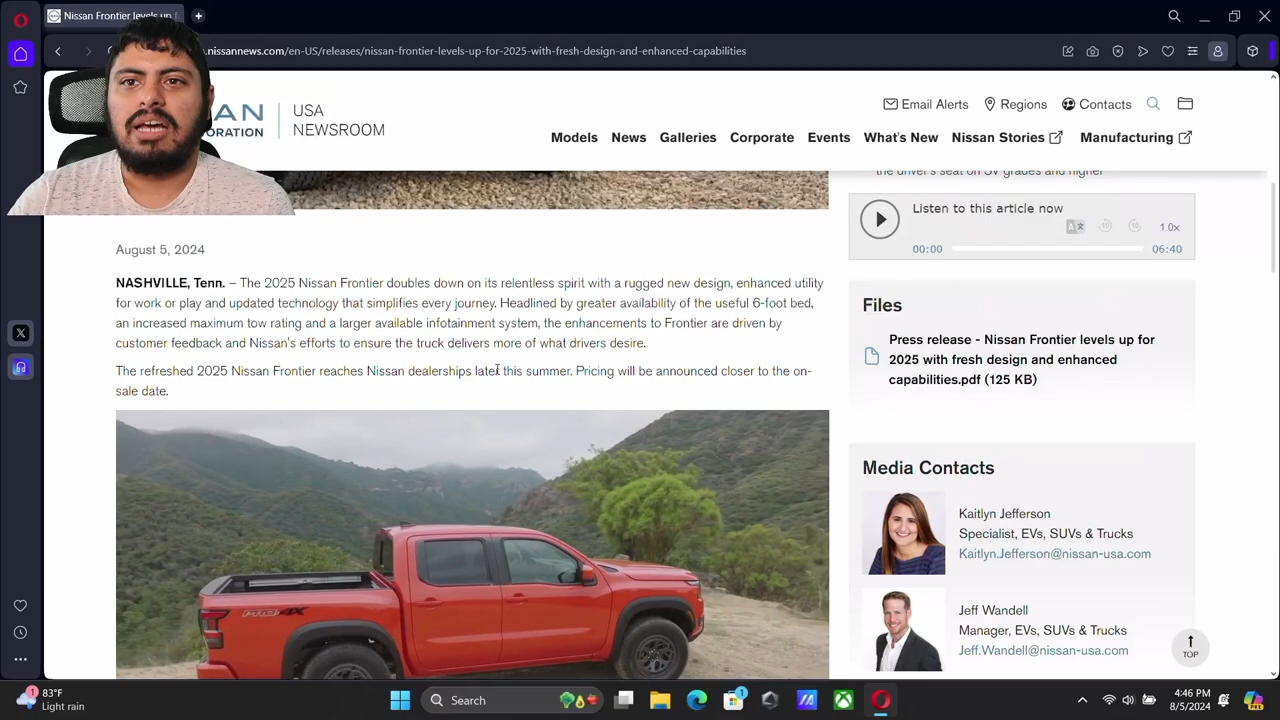 Nissan Frontier levels up f
.nissannews.com/en-US/releases/nissan-frontier-levels-up-for-2025-with-fresh-design-and-enhanced-capabilities
AN
ORPORATION
USA
NEWSROOM
Email Alerts
Regions
Contacts
Models
News
Galleries
Corporate
Events
What's New
Nissan Stories
Manufacturing
the driver's seat on SV grades and higher
Listen to this article now
1.0x
00:00
06:40
August 5, 2024
NASHVILLE, Tenn. – The 2025 Nissan Frontier doubles down on its relentless spirit with a rugged new design, enhanced utility
for work or play and updated technology that simplifies every journey. Headlined by greater availability of the useful 6-foot bed,
an increased maximum tow rating and a larger available infotainment system, the enhancements to Frontier are driven by
customer feedback and Nissan's efforts to ensure the truck delivers more of what drivers desire.
The refreshed 2025 Nissan Frontier reaches Nissan dealerships later this summer. Pricing will be announced closer to the on-
sale date.
Files
Press release - Nissan Frontier levels up for
2025 with fresh design and enhanced
capabilities.pdf (125 KB)
Media Contacts
Kaitlyn Jefferson
Specialist, EVs, SUVs & Trucks
Kaitlyn.Jefferson@nissan-usa.com
Jeff Wandell
Manager, EVs, SUVs & Trucks
Jeff.Wandell@nissan-usa.com
TOP
PRO-4X
1
83°F
Light rain
Search
1
4:46 PM
8/5/2024